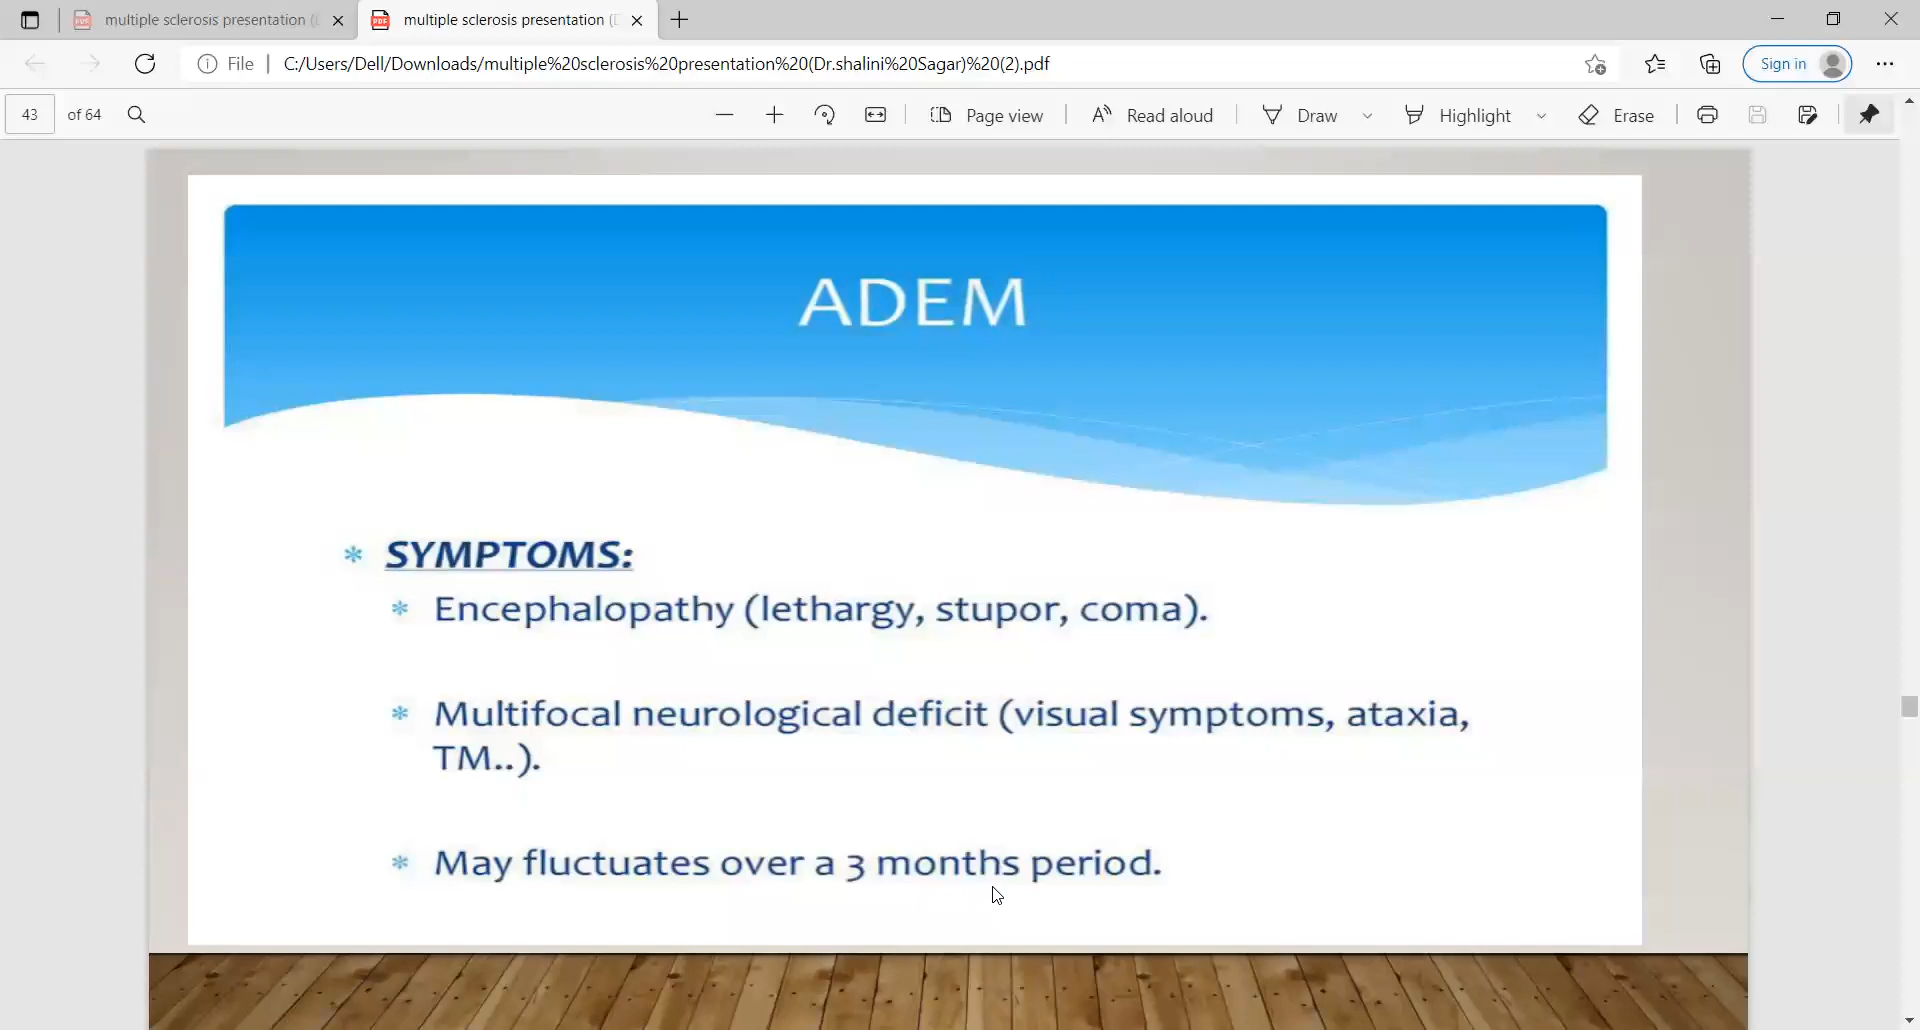 multiple sclerosis presentation (
multiple sclerosis presentation (D
File
C:/Users/Dell/Downloads/multiple%20sclerosis%20presentation%20(Dr.shalini%20Sagar)%20(2).pdf
Sign in
43 of 64
Page view
Read aloud
Draw
Highlight
Erase
ADEM
* SYMPTOMS:
* Encephalopathy (lethargy, stupor, coma).
* Multifocal neurological deficit (visual symptoms, ataxia,
TM..).
* May fluctuates over a 3 months period.